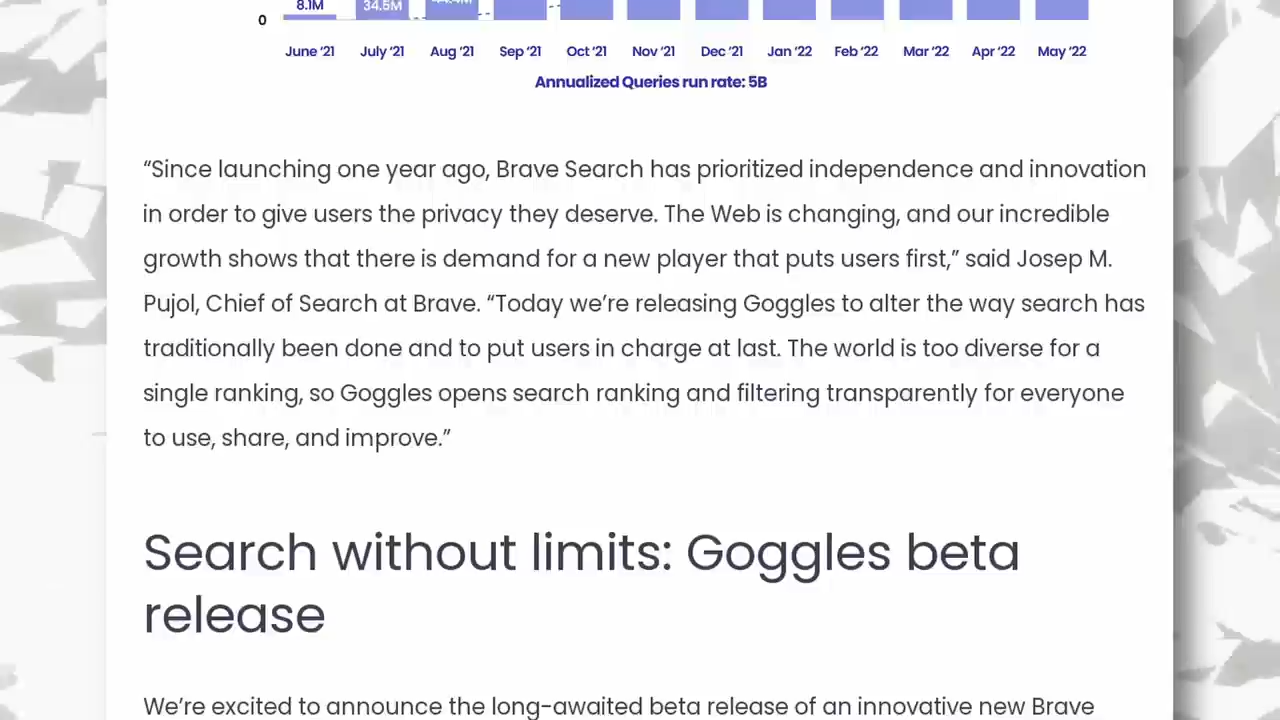 8.1M 34.5M
0
June ‘21 July ‘21 Aug ‘21 Sep ‘21 Oct ‘21 Nov ‘21 Dec ‘21 Jan ‘22 Feb ‘22 Mar ‘22 Apr ‘22 May ‘22
Annualized Queries run rate: 5B
“Since launching one year ago, Brave Search has prioritized independence and innovation
in order to give users the privacy they deserve. The Web is changing, and our incredible
growth shows that there is demand for a new player that puts users first,” said Josep M.
Pujol, Chief of Search at Brave. “Today we’re releasing Goggles to alter the way search has
traditionally been done and to put users in charge at last. The world is too diverse for a
single ranking, so Goggles opens search ranking and filtering transparently for everyone
to use, share, and improve.”
Search without limits: Goggles beta
release
We’re excited to announce the long-awaited beta release of an innovative new Brave